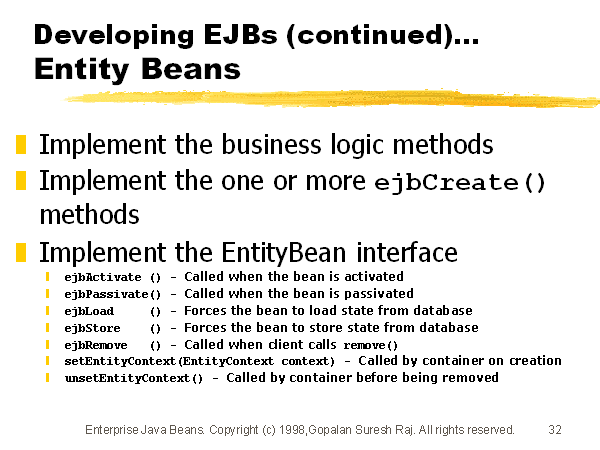 Developing EJBs (continued)...
Entity Beans
Implement the business logic methods
Implement the one or more ejbCreate()
methods
Implement the EntityBean interface
ejbActivate () - Called when the bean is activated
ejbPassivate() - Called when the bean is passivated
ejbLoad () - Forces the bean to load state from database
ejbStore () - Forces the bean to store state from database
ejbRemove () - Called when client calls remove()
setEntityContext(EntityContext context) - Called by container on creation
unsetEntityContext() - Called by container before being removed
Enterprise Java Beans. Copyright (c) 1998,Gopalan Suresh Raj. All rights reserved. 32